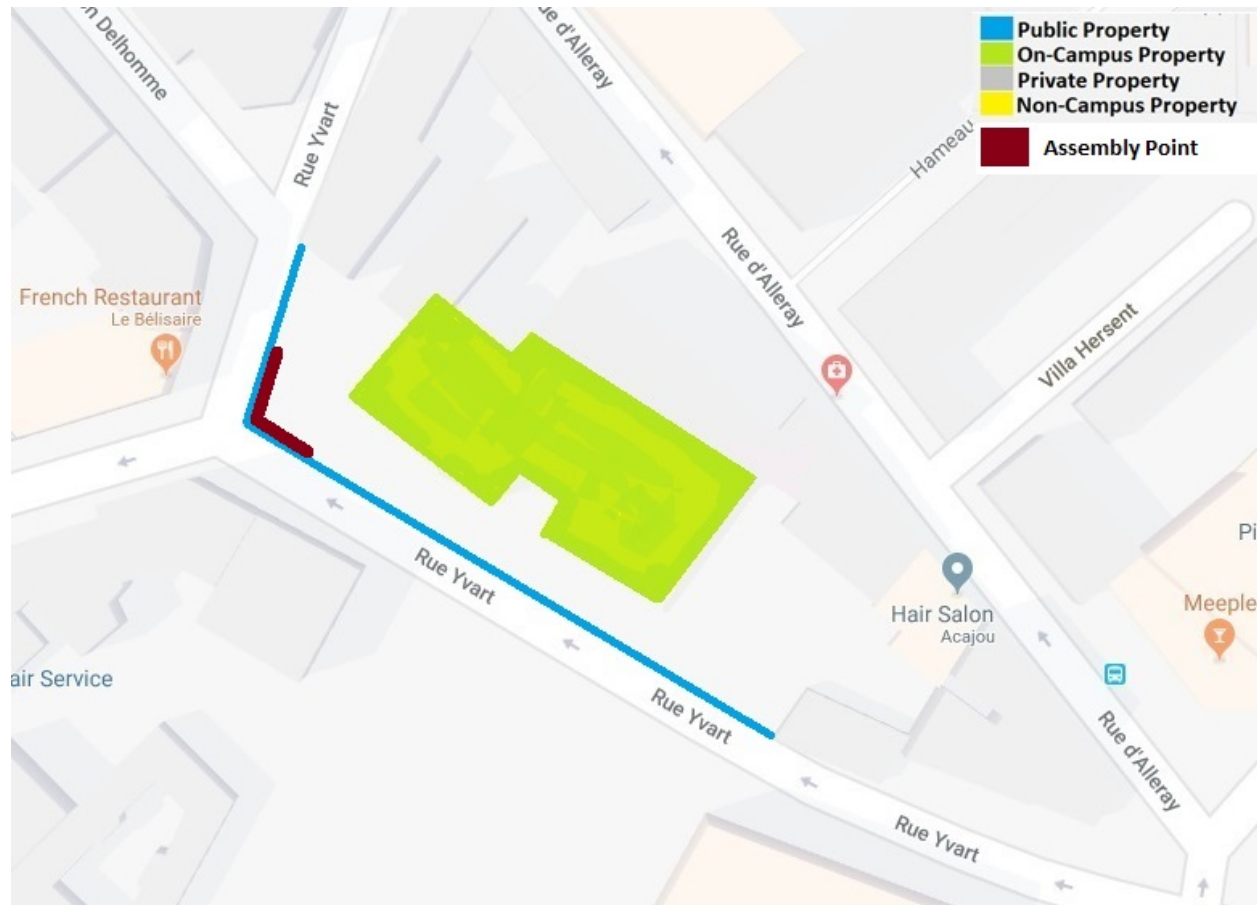 Public Property
On-Campus Property
Private Property
Non-Campus Property
Assembly Point
Delhomme
Rue Yvart
d'Alleray
Hameau
Rue d'Alleray
Villa Hersent
French Restaurant
Le Bélisaire
Rue Yvart
Hair Salon
Acajou
Pi
Meeple
air Service
Rue Yvart
Rue d'Alleray
Rue Yvart